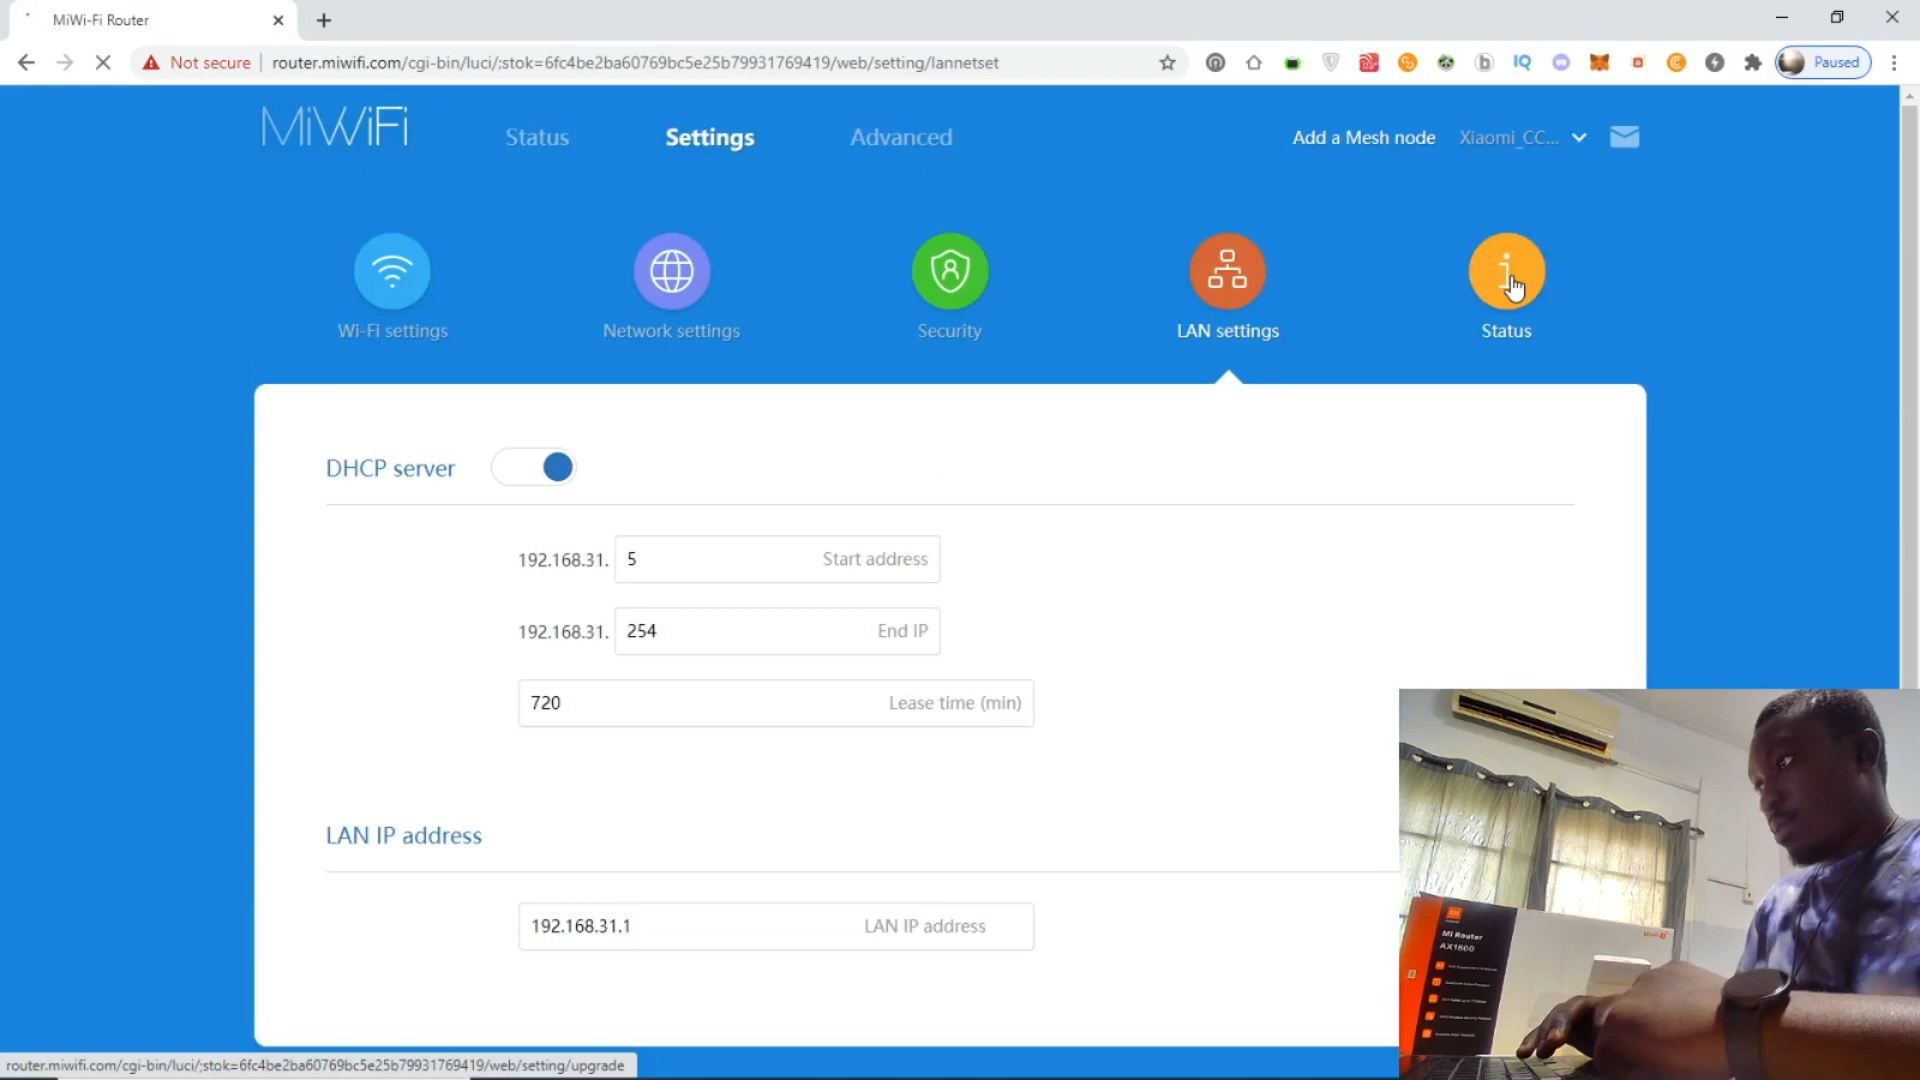 MiWi-Fi Router
Not secure router.miwifi.com/cgi-bin/luci/;stok=6fc4be2ba60769bc5e25b79931769419/web/setting/lannetset
Paused
MiWiFi Status Settings Advanced Add a Mesh node Xiaomi_CC...
Wi-Fi settings Network settings Security LAN settings Status
DHCP server
192.168.31. 5 Start address
192.168.31. 254 End IP
720 Lease time (min)
LAN IP address
192.168.31.1 LAN IP address
Mi Router
AX1800
router.miwifi.com/cgi-bin/luci/;stok=6fc4be2ba60769bc5e25b79931769419/web/setting/upgrade